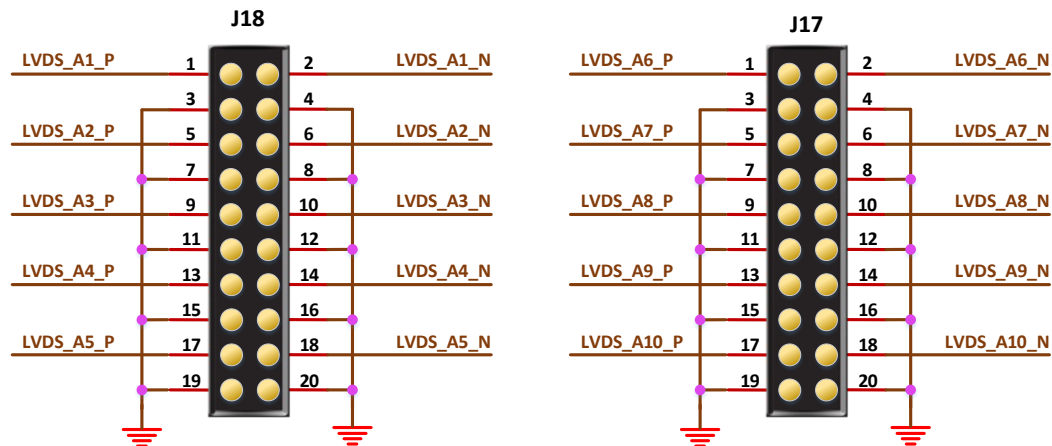 J18
J17
LVDS_A1_P 1 2 LVDS_A1_N
LVDS_A6_P 1 2 LVDS_A6_N
3 4
3 4
LVDS_A2_P 5 6 LVDS_A2_N
LVDS_A7_P 5 6 LVDS_A7_N
7 8
7 8
LVDS_A3_P 9 10 LVDS_A3_N
LVDS_A8_P 9 10 LVDS_A8_N
11 12
11 12
LVDS_A4_P 13 14 LVDS_A4_N
LVDS_A9_P 13 14 LVDS_A9_N
15 16
15 16
LVDS_A5_P 17 18 LVDS_A5_N
LVDS_A10_P 17 18 LVDS_A10_N
19 20
19 20